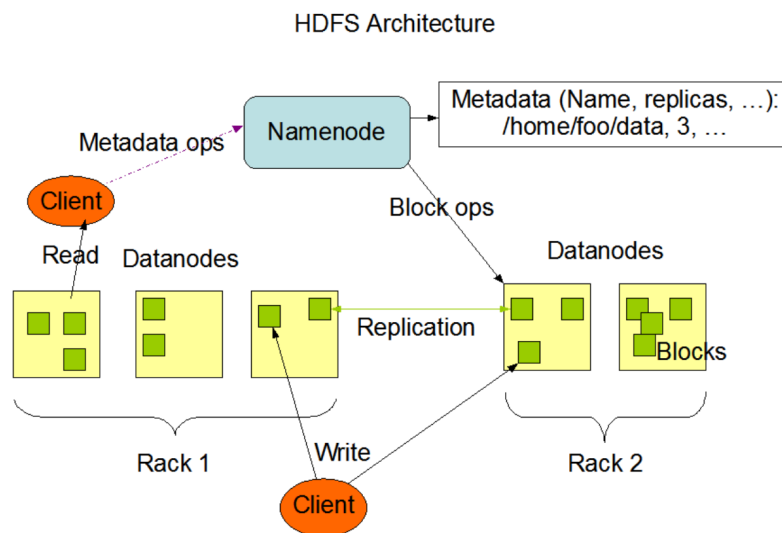 HDFS Architecture
Metadata (Name, replicas, …):
/home/foo/data, 3, …
Namenode
Metadata ops
Client
Block ops
Read
Datanodes
Datanodes
Replication
Blocks
Rack 1
Write
Rack 2
Client